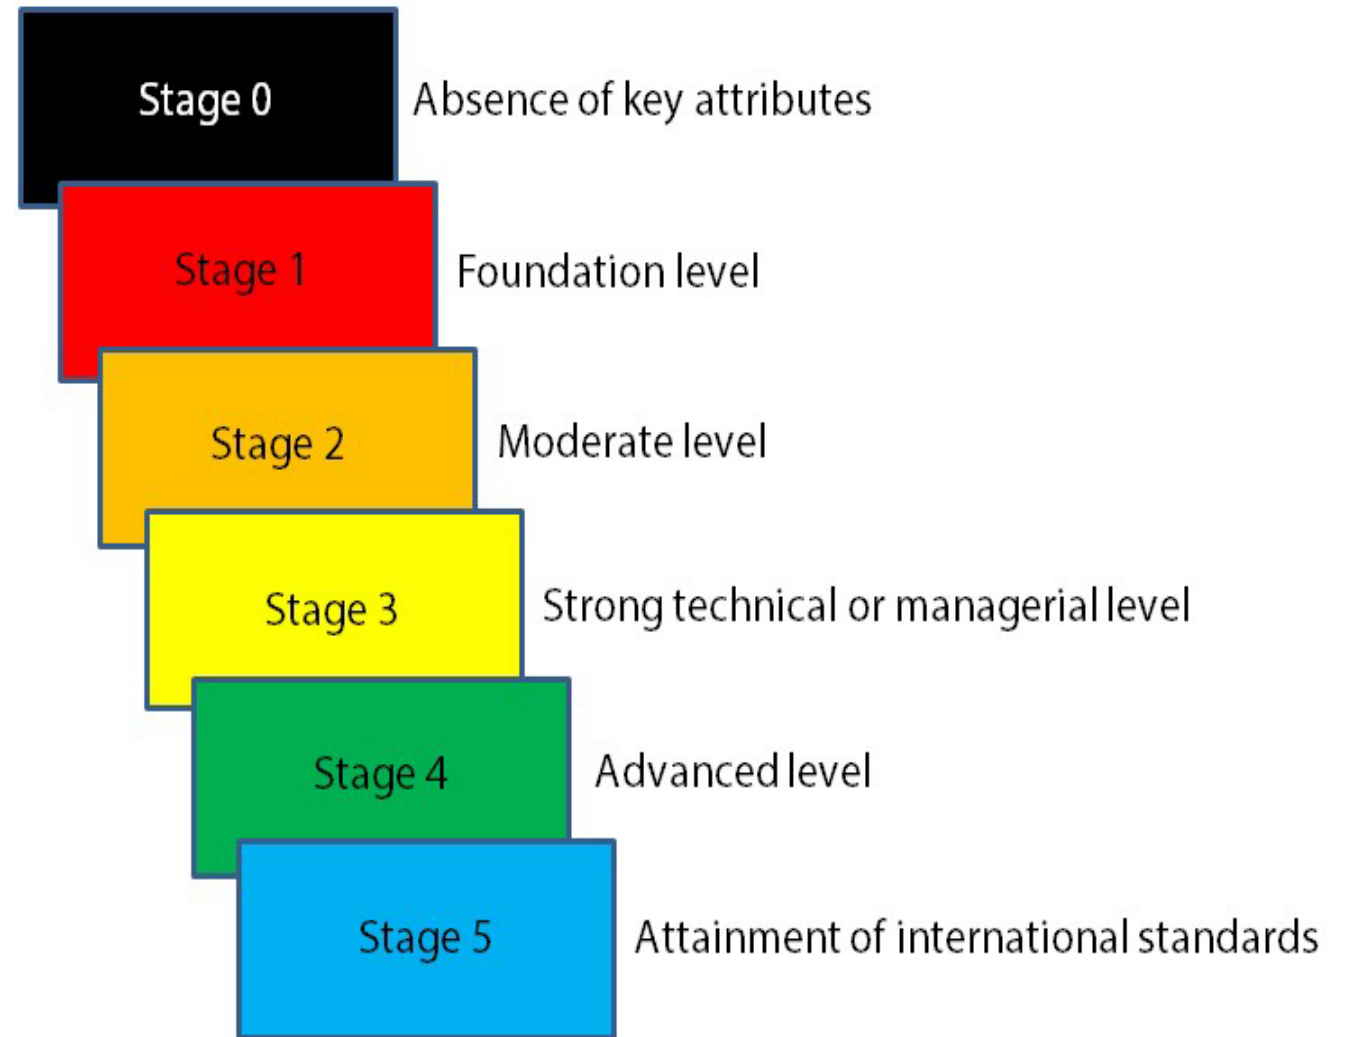 Stage 0 Absence of key attributes
Stage 1 Foundation level
Stage 2 Moderate level
Stage 3 Strong technical or managerial level
Stage 4 Advanced level
Stage 5 Attainment of international standards